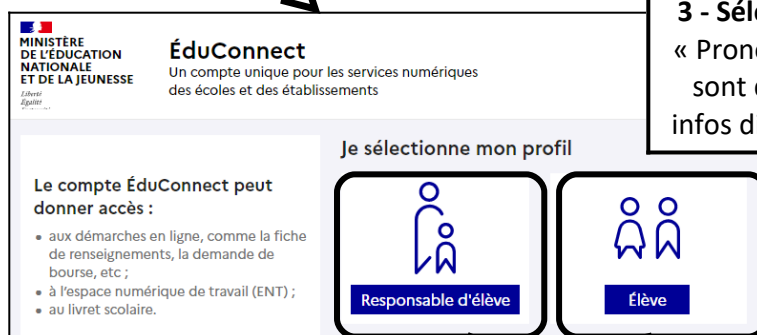 MINISTÈRE
DE L'ÉDUCATION
NATIONALE
ET DE LA JEUNESSE
Liberté
Égalité
ÉduConnect
Un compte unique pour les services numériques
des écoles et des établissements
3 - Sél
« Pron
sont
infos d
Je sélectionne mon profil
Le compte ÉduConnect peut
donner accès :
• aux démarches en ligne, comme la fiche
de renseignements, la demande de
bourse, etc ;
• à l'espace numérique de travail (ENT) ;
• au livret scolaire.
Responsable d'élève
Élève